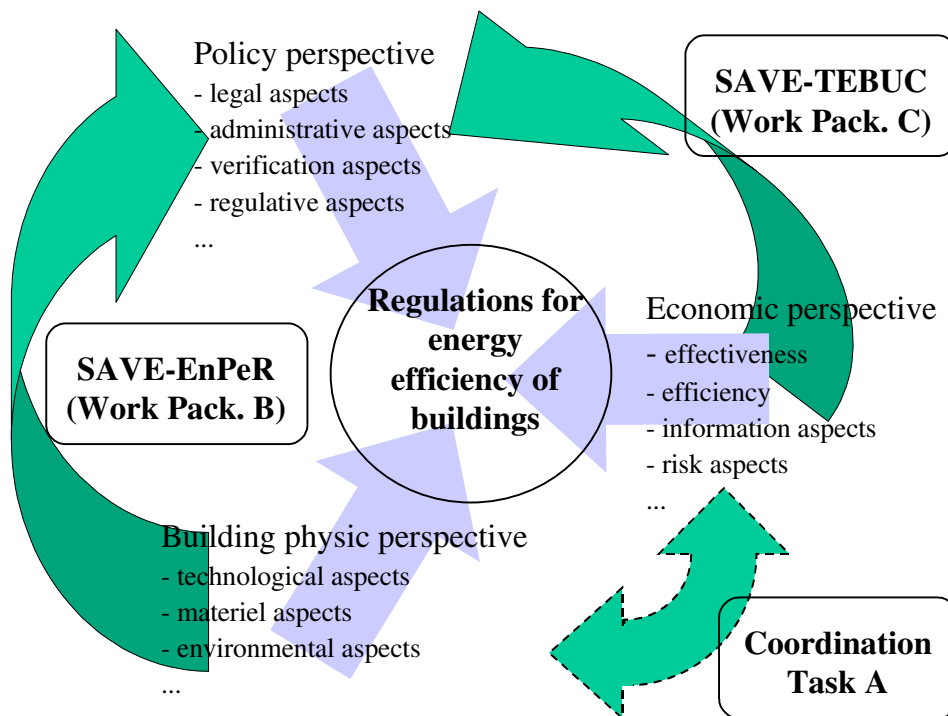 Policy perspective
- legal aspects
- administrative aspects
- verification aspects
- regulative aspects
...
SAVE-TEBUC
(Work Pack. C)
Regulations for
energy
efficiency of
buildings
Economic perspective
- effectiveness
- efficiency
- information aspects
- risk aspects
...
SAVE-EnPeR
(Work Pack. B)
Building physic perspective
- technological aspects
- materiel aspects
- environmental aspects
...
Coordination
Task A